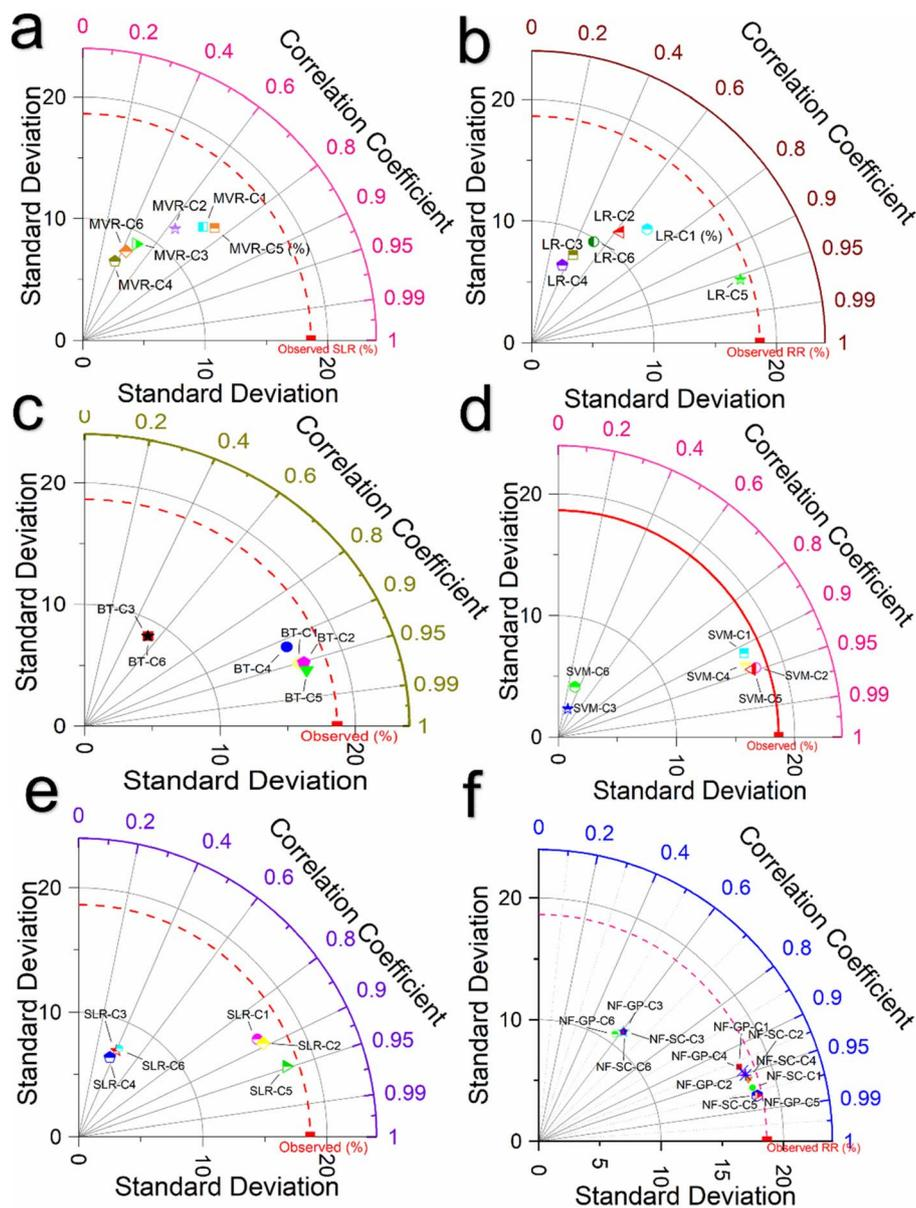 a
0
0.2
0.4
0.6
0.8
0.9
0.95
0.99
1
Correlation Coefficient
Standard Deviation
20
10
0
MVR-C2
MVR-C1
MVR-C6
MVR-C3
MVR-C5 (%)
MVR-C4
Observed SLR (%)
0
10
20
Standard Deviation
b
0
0.2
0.4
0.6
0.8
0.9
0.95
0.99
1
Correlation Coefficient
Standard Deviation
20
10
0
LR-C2
LR-C1 (%)
LR-C3
LR-C6
LR-C4
LR-C5
Observed RR (%)
0
10
20
Standard Deviation
c
0
0.2
0.4
0.6
0.8
0.9
0.95
0.99
1
Correlation Coefficient
Standard Deviation
20
10
0
BT-C3
BT-C6
BT-C1
BT-C2
BT-C4
BT-C5
Observed (%)
0
10
20
Standard Deviation
d
0
0.2
0.4
0.6
0.8
0.9
0.95
0.99
1
Correlation Coefficient
Standard Deviation
20
10
0
SVM-C1
SVM-C6
SVM-C4
SVM-C2
SVM-C5
SVM-C3
Observed (%)
0
10
20
Standard Deviation
e
0
0.2
0.4
0.6
0.8
0.9
0.95
0.99
1
Correlation Coefficient
Standard Deviation
20
10
0
SLR-C3
SLR-C1
SLR-C2
SLR-C6
SLR-C4
SLR-C5
Observed (%)
0
10
20
Standard Deviation
f
0
0.2
0.4
0.6
0.8
0.9
0.95
0.99
1
Correlation Coefficient
Standard Deviation
20
10
0
NF-GP-C3
NF-GP-C6
NF-GP-C1
NF-SC-C2
NF-SC-C3
NF-GP-C4
NF-SC-C4
NF-SC-C6
NF-SC-C1
NF-GP-C2
NF-SC-C5
NF-GP-C5
Observed RR (%)
0
5
10
15
20
Standard Deviation